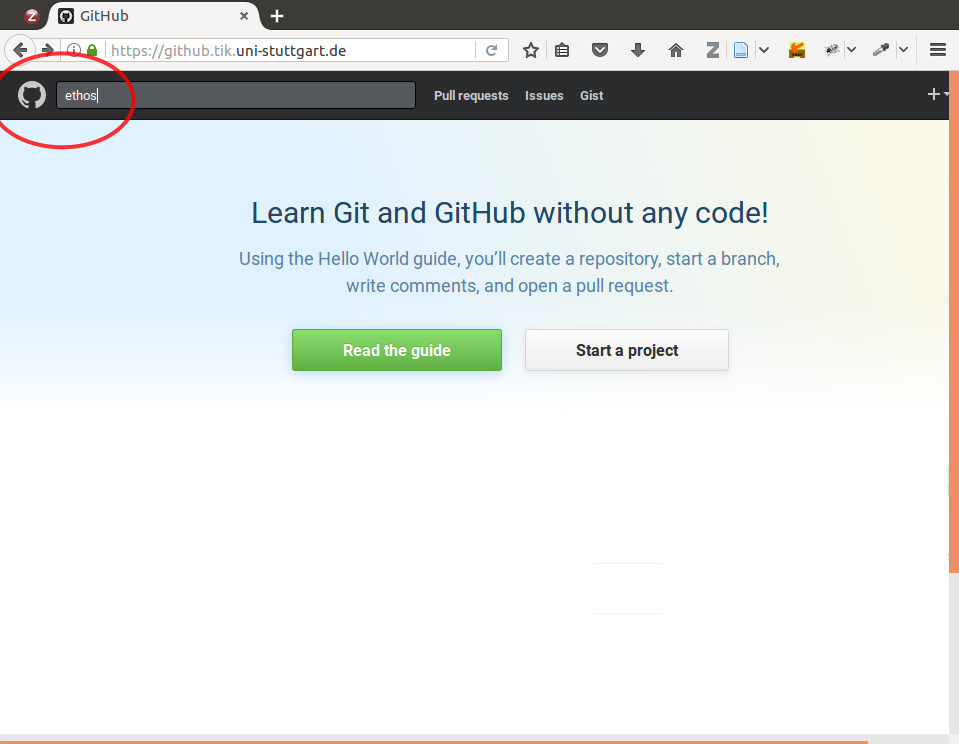 GitHub
https://github.tik.uni-stuttgart.de
ethos
Pull requests Issues Gist
Learn Git and GitHub without any code!
Using the Hello World guide, you’ll create a repository, start a branch,
write comments, and open a pull request.
Read the guide Start a project